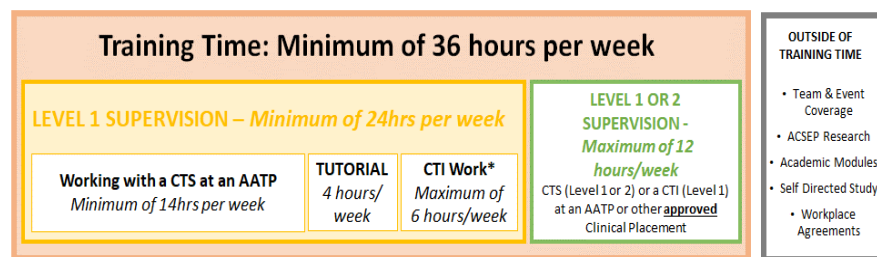 Training Time: Minimum of 36 hours per week
LEVEL 1 SUPERVISION – Minimum of 24hrs per week
Working with a CTS at an AATP
Minimum of 14hrs per week
TUTORIAL
4 hours/
week
CTI Work*
Maximum of
6 hours/week
LEVEL 1 OR 2
SUPERVISION -
Maximum of 12
hours/week
CTS (Level 1 or 2) or a CTI (Level 1)
at an AATP or other approved
Clinical Placement
OUTSIDE OF
TRAINING TIME
• Team & Event
Coverage
• ACSEP Research
• Academic Modules
• Self Directed Study
• Workplace
Agreements